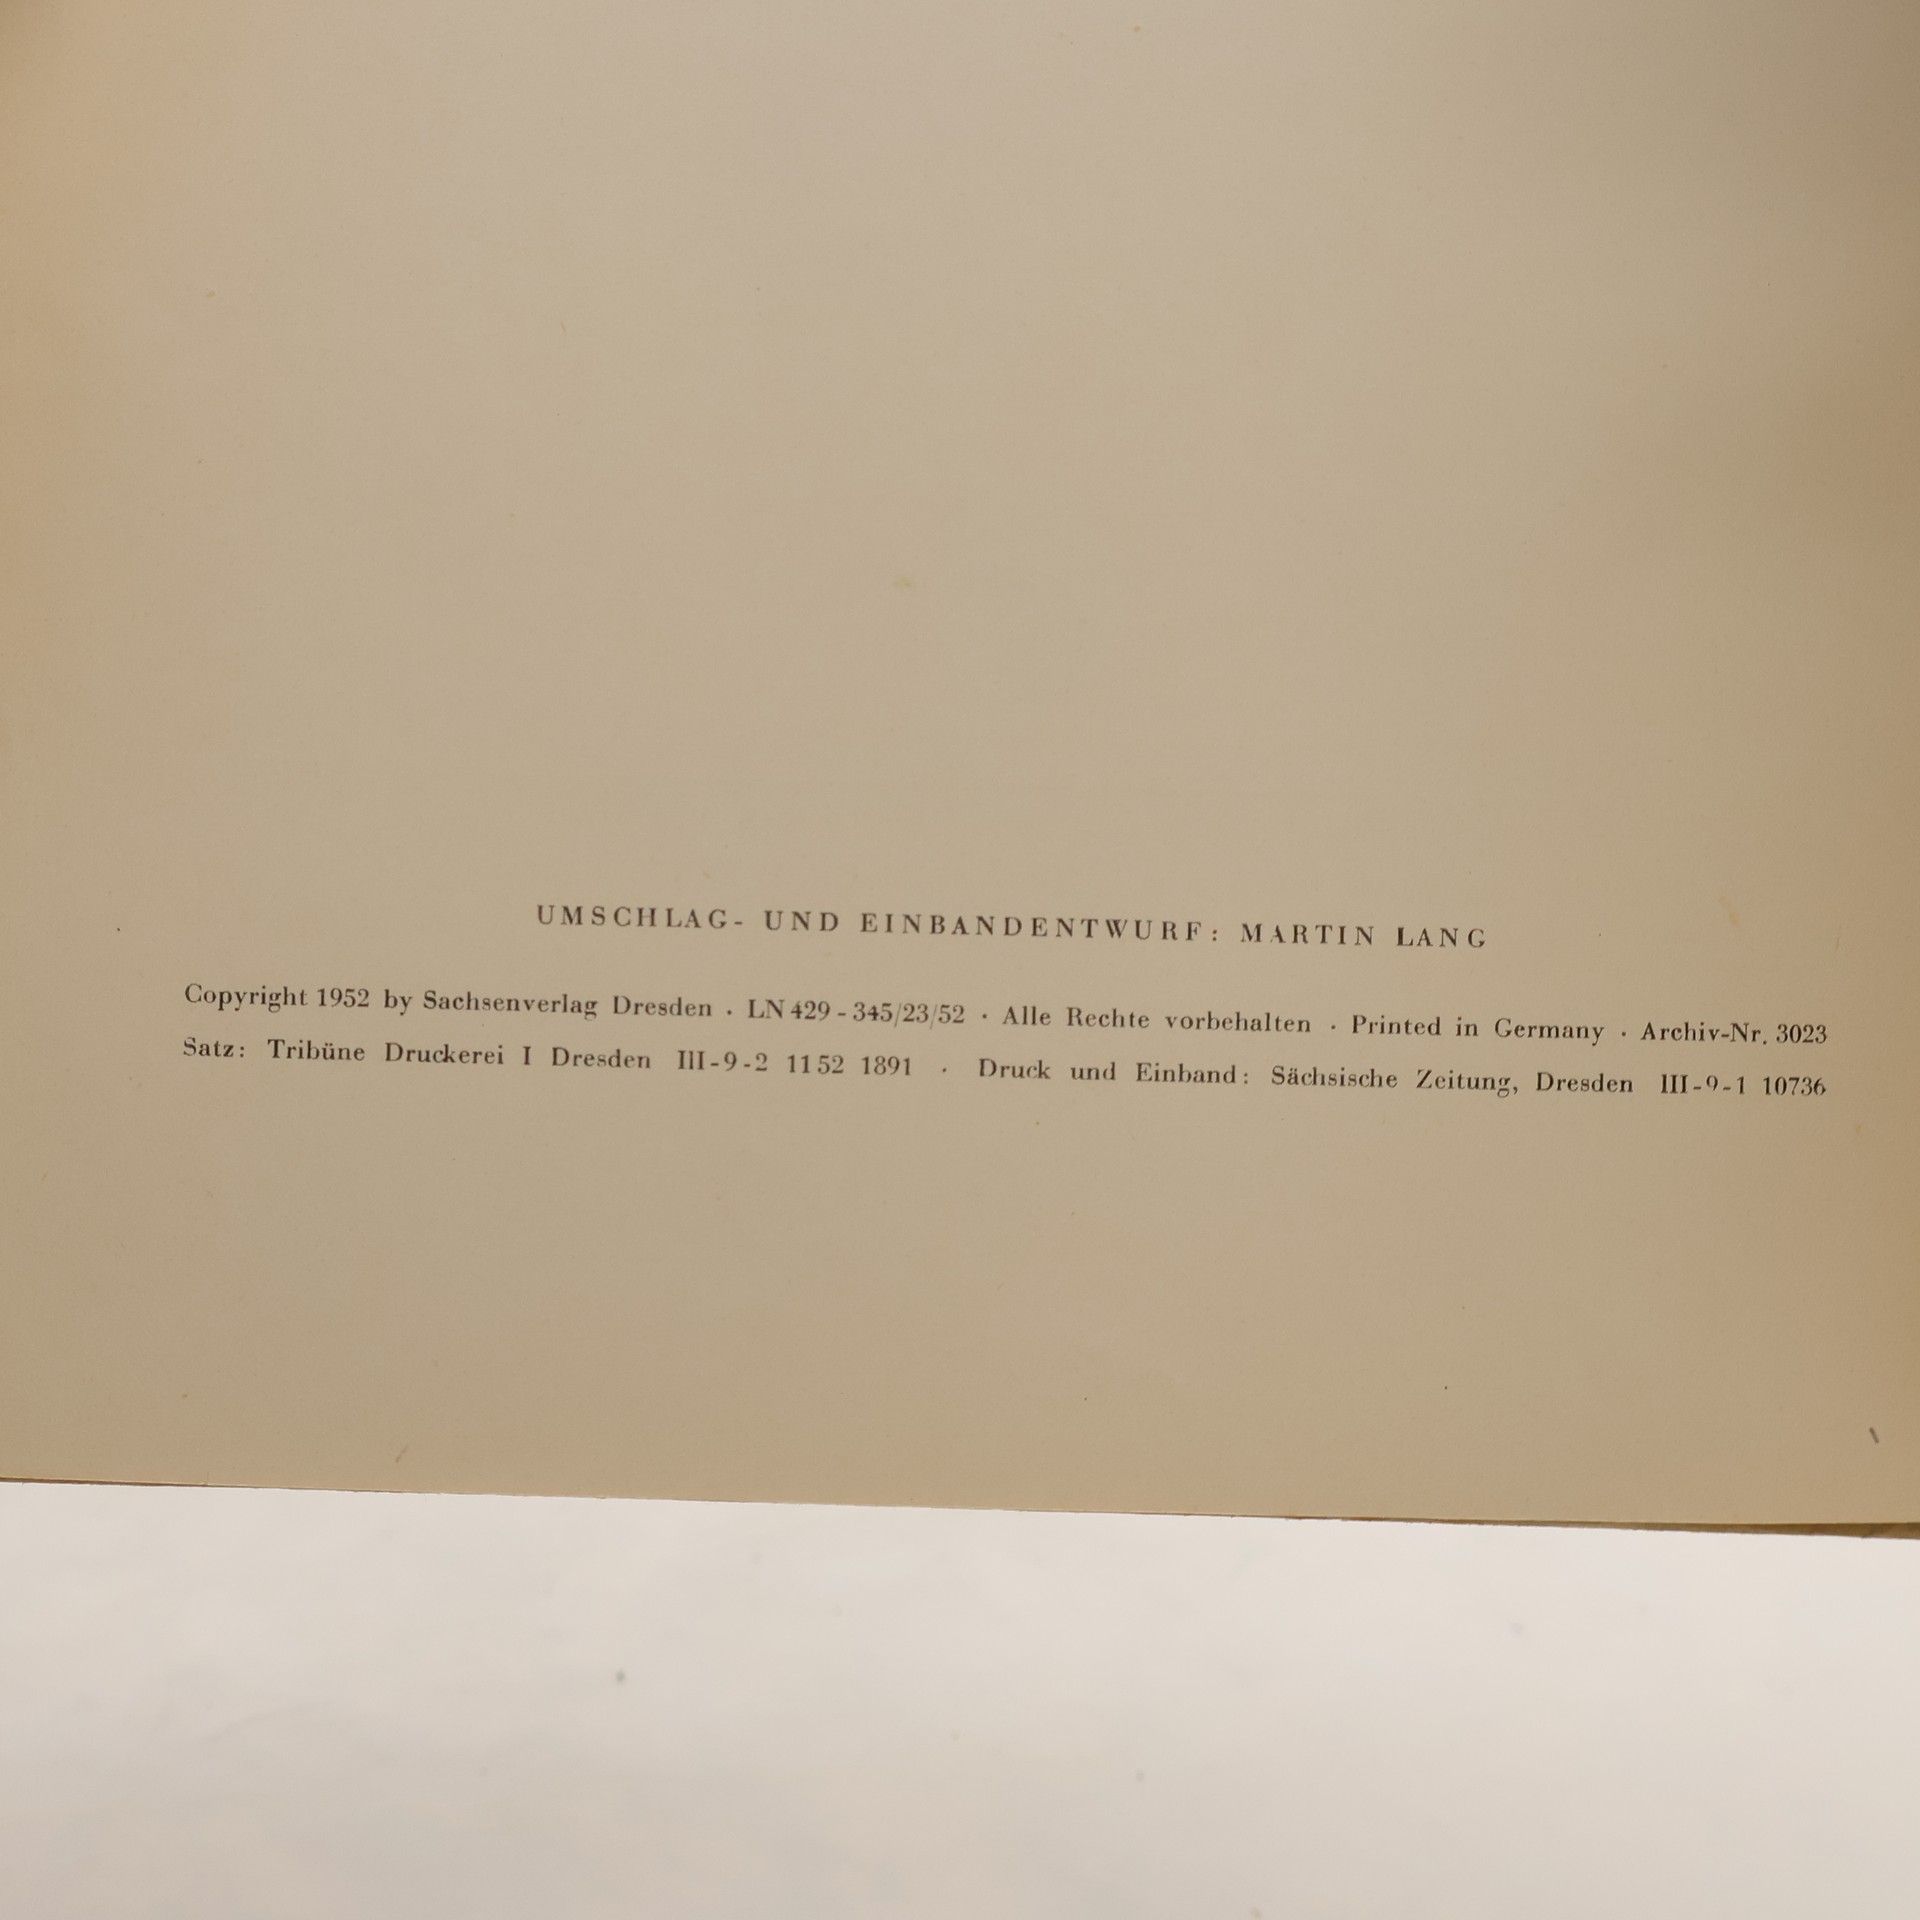 UMSCHLAG- UND EINBANDENTWURF: MARTIN LANG
Copyright 1952 by Sachsenverlag Dresden · LN 429 - 345/23/52 · Alle Rechte vorbehalten · Printed in Germany · Archiv-Nr. 3023
Satz: Tribüne Druckerei I Dresden III-9-2 1152 1891 · Druck und Einband: Sächsische Zeitung, Dresden III-9-1 10736